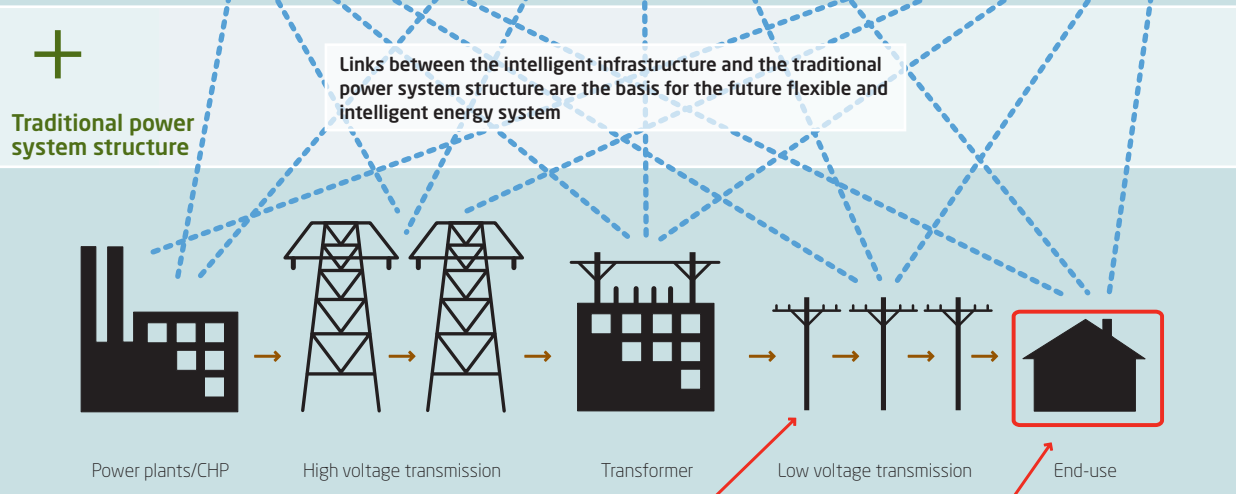 Links between the intelligent infrastructure and the traditional
power system structure are the basis for the future flexible and
intelligent energy system
Traditional power
system structure
Power plants/CHP
High voltage transmission
Transformer
Low voltage transmission
End-use